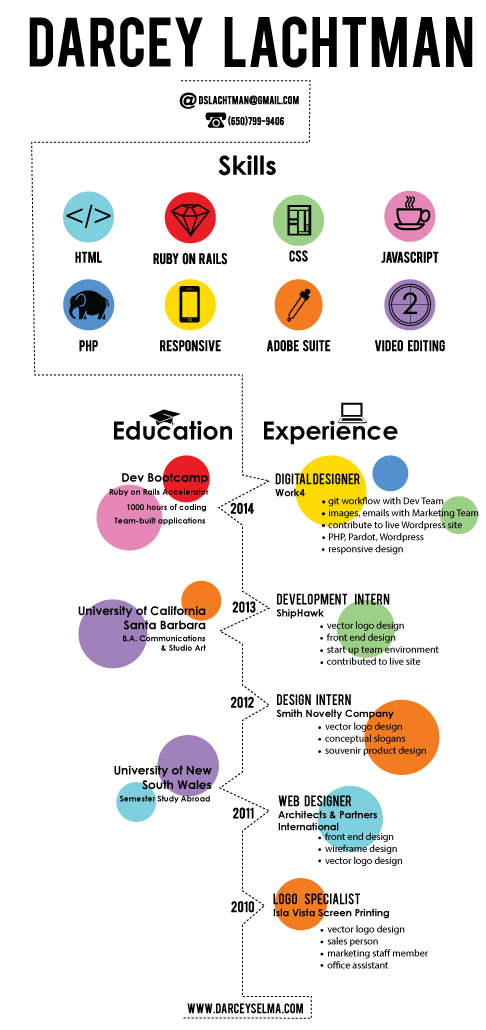 DARCEY LACHTMAN
@ DSLACHTMAN@GMAIL.COM
(650)799-9406
Skills
</>
HTML
RUBY ON RAILS
CSS
JAVASCRIPT
PHP
RESPONSIVE
ADOBE SUITE
2
VIDEO EDITING
Education
Dev Bootcamp
Ruby on Rails Accelerator
1000 hours of coding
Team-built applications
University of California
Santa Barbara
B.A. Communications
& Studio Art
University of New
South Wales
Semester Study Abroad
2014
2013
2012
2011
2010
Experience
DIGITAL DESIGNER
Work4
• git workflow with Dev Team
• images, emails with Marketing Team
• contribute to live Wordpress site
• PHP, Pardot, Wordpress
• responsive design
DEVELOPMENT INTERN
ShipHawk
• vector logo design
• front end design
• start up team environment
• contributed to live site
DESIGN INTERN
Smith Novelty Company
• vector logo design
• conceptual slogans
• souvenir product design
WEB DESIGNER
Architects & Partners
International
• front end design
• wireframe design
• vector logo design
LOGO SPECIALIST
Isla Vista Screen Printing
• vector logo design
• sales person
• marketing staff member
• office assistant
WWW.DARCEYSELMA.COM